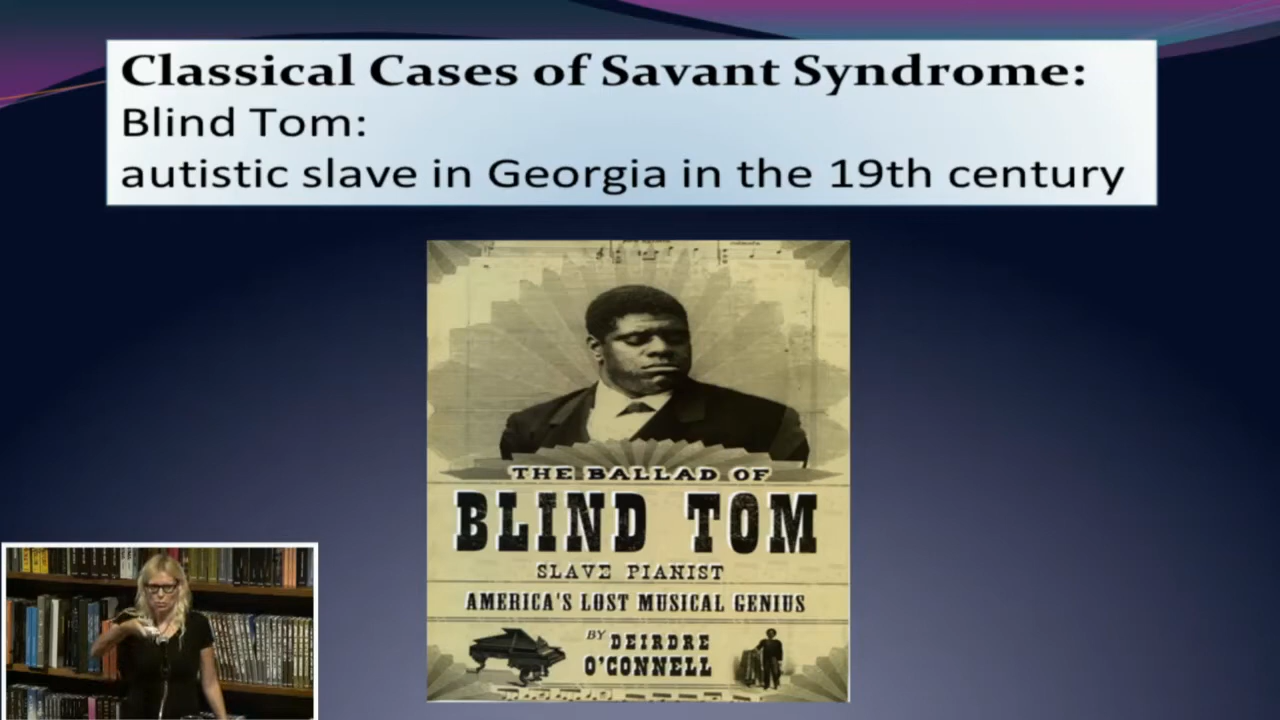 Classical Cases of Savant Syndrome:
Blind Tom:
autistic slave in Georgia in the 19th century
THE BALLAD OF
BLIND TOM
SLAVE PIANIST
AMERICA'S LOST MUSICAL GENIUS
BY DEIRDRE
O'CONNELL